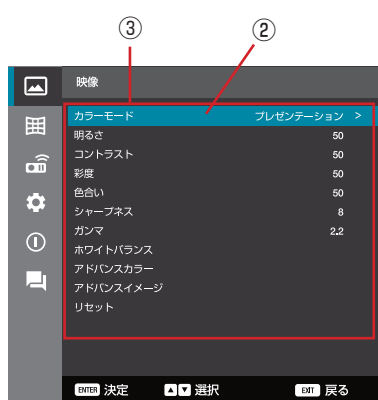 ③ ②
映像
カラーモード プレゼンテーション >
明るさ 50
コントラスト 50
彩度 50
色合い 50
シャープネス 8
ガンマ 2.2
ホワイトバランス
アドバンスカラー
アドバンスイメージ
リセット
ENTER 決定 ▲▼ 選択 EXIT 戻る